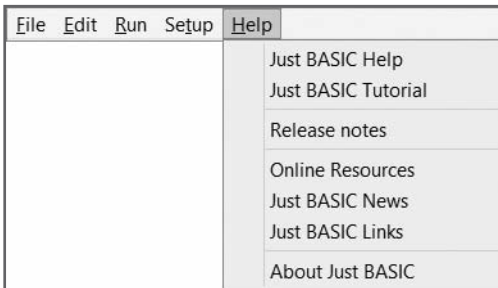 File Edit Run Setup Help
Just BASIC Help
Just BASIC Tutorial
Release notes
Online Resources
Just BASIC News
Just BASIC Links
About Just BASIC